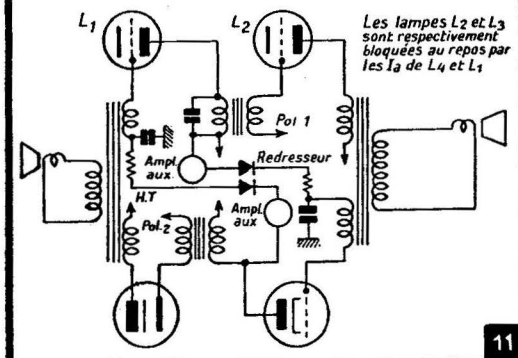 L1
L2
Les lampes L2 et L3
sont respectivement
bloquées au repos par
les Ia de L4 et L1
Pol 1
Ampl.
aux.
Redresseur
H.T
Ampl.
aux
Pol.2
11